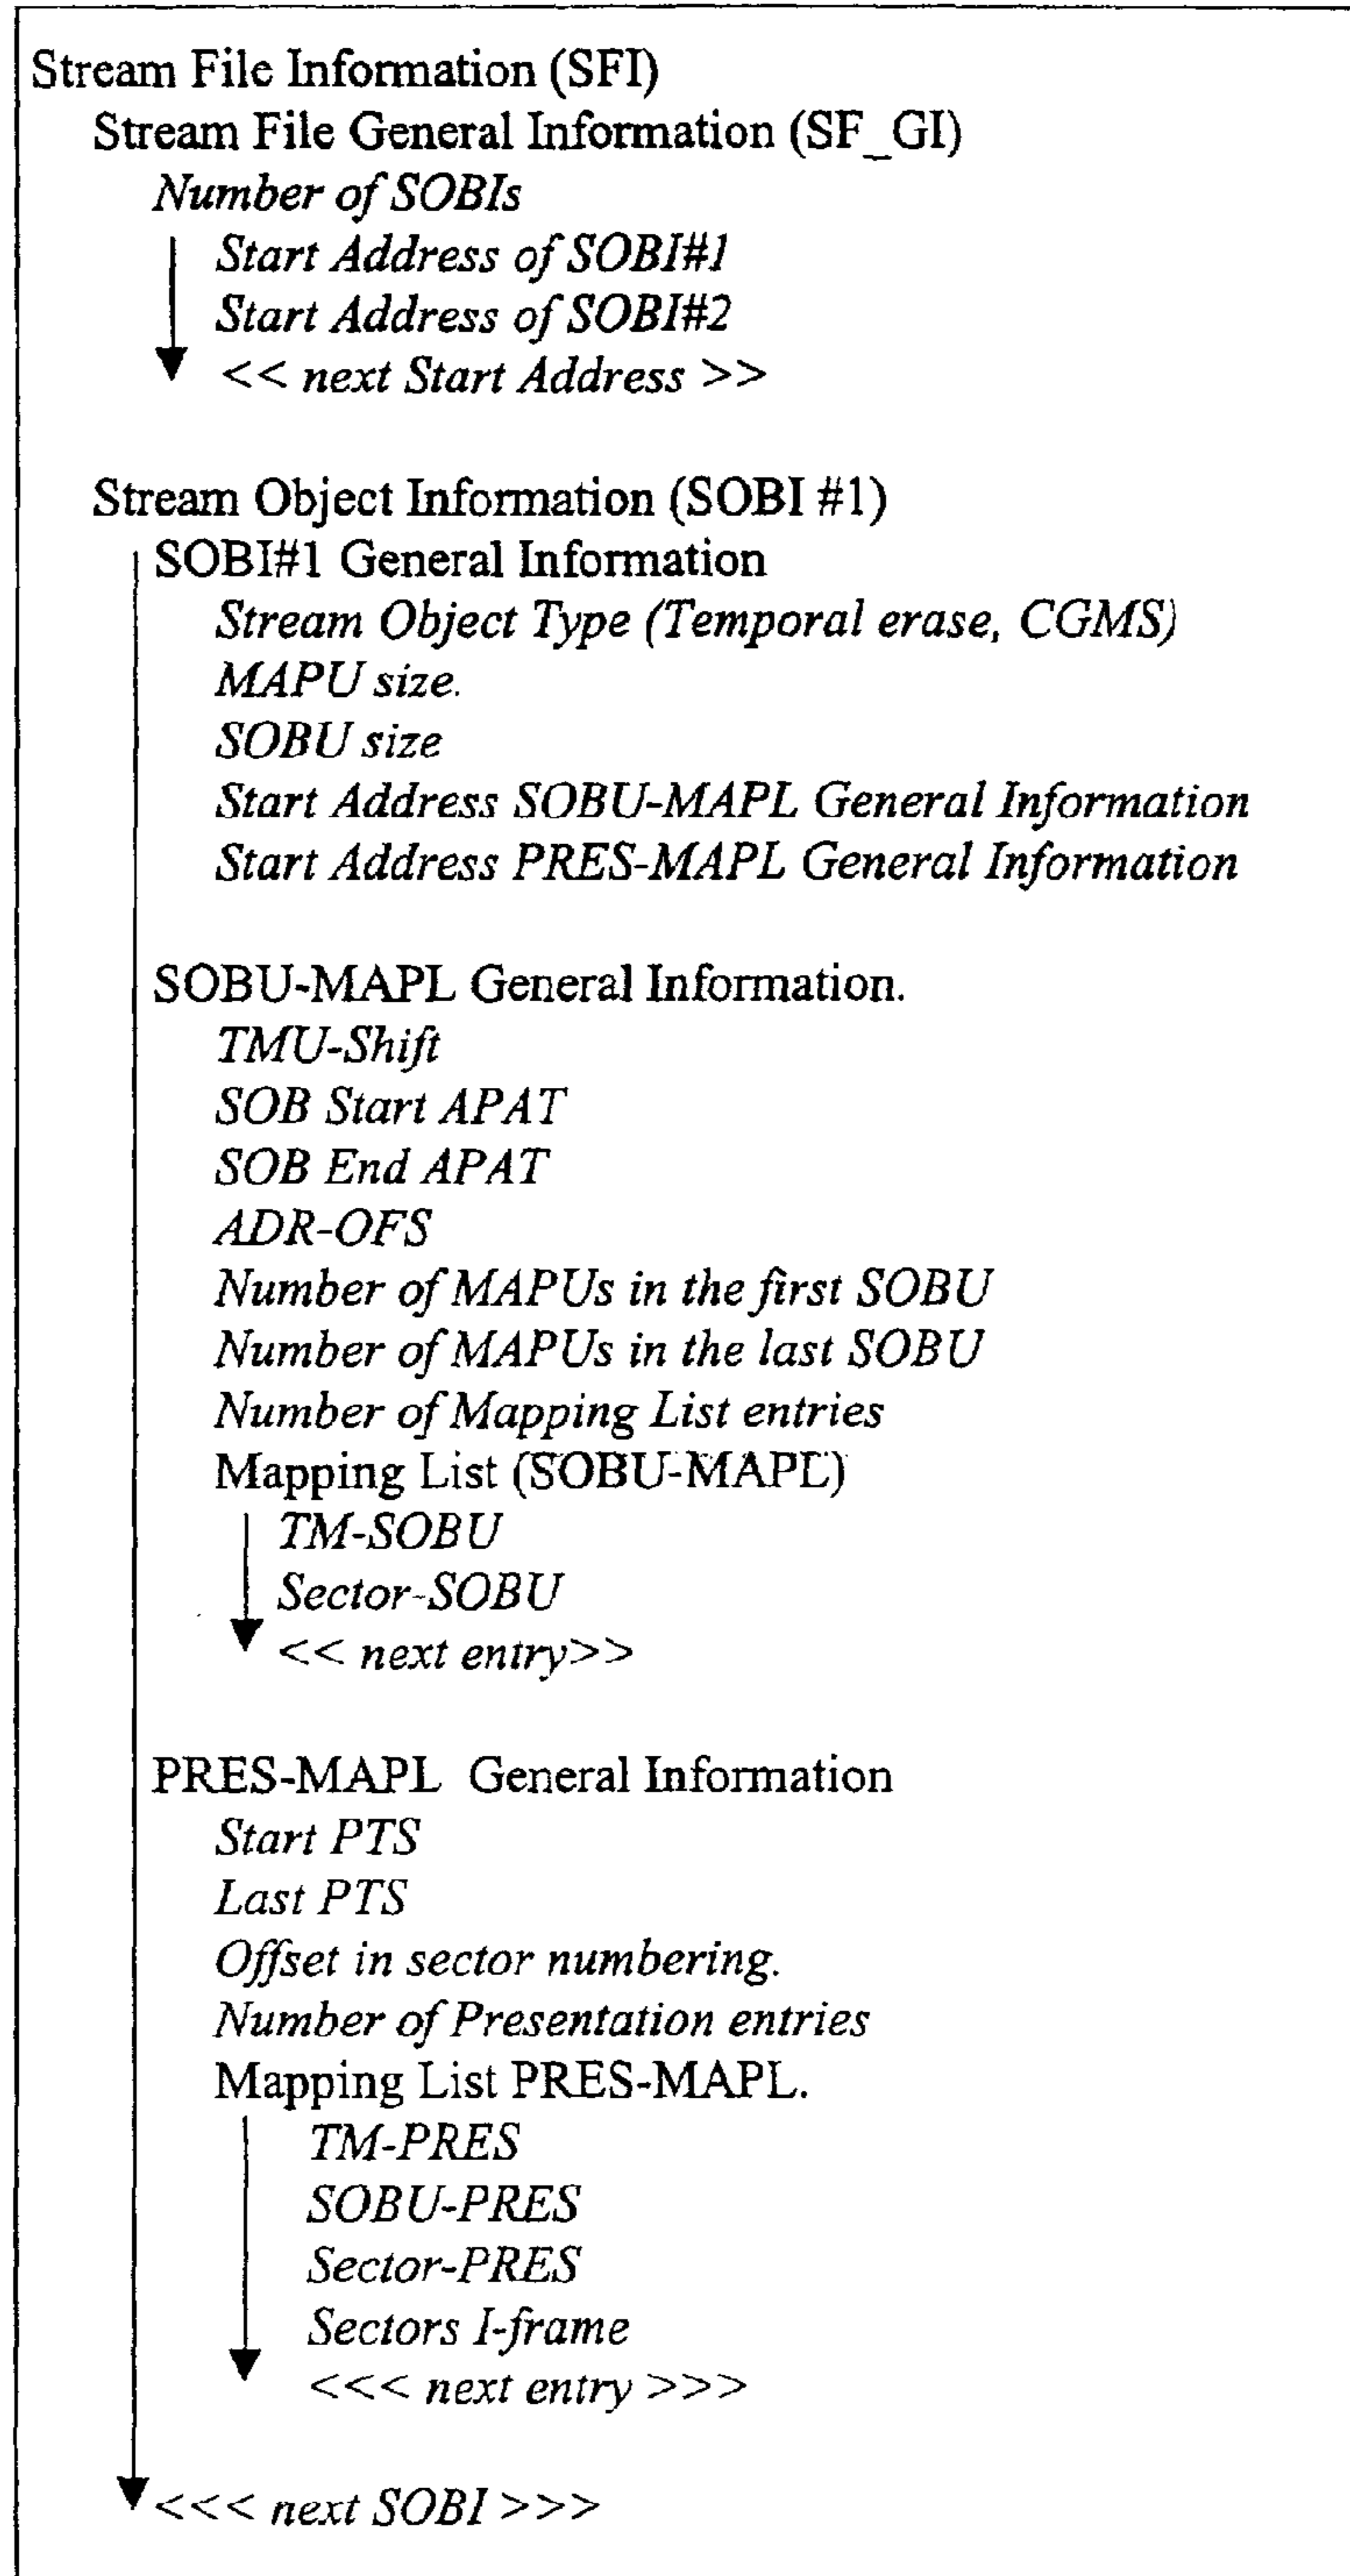 Stream File Information (SFI)
Stream File General Information (SF_GI)
Number of SOBIs
Start Address of SOBI#1
Start Address of SOBI#2
<< next Start Address >>
Stream Object Information (SOBI #1)
SOBI#1 General Information
Stream Object Type (Temporal erase, CGMS)
MAPU size.
SOBU size
Start Address SOBU-MAPL General Information
Start Address PRES-MAPL General Information
SOBU-MAPL General Information.
TMU-Shift
SOB Start APAT
SOB End APAT
ADR-OFS
Number of MAPUs in the first SOBU
Number of MAPUs in the last SOBU
Number of Mapping List entries
Mapping List (SOBU-MAPL)
TM-SOBU
Sector-SOBU
<< next entry>>
PRES-MAPL General Information
Start PTS
Last PTS
Offset in sector numbering.
Number of Presentation entries
Mapping List PRES-MAPL.
TM-PRES
SOBU-PRES
Sector-PRES
Sectors I-frame
<<< next entry >>>
<<< next SOBI >>>